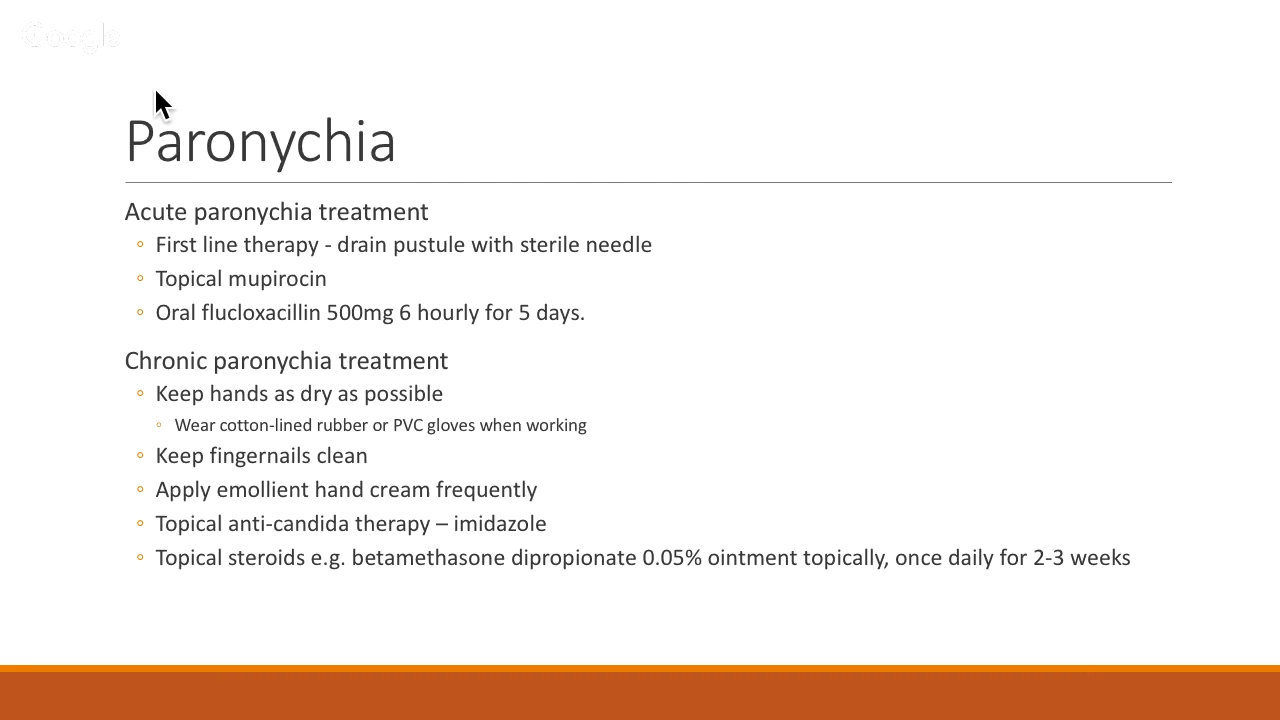 Google
Paronychia
Acute paronychia treatment
◦ First line therapy - drain pustule with sterile needle
◦ Topical mupirocin
◦ Oral flucloxacillin 500mg 6 hourly for 5 days.
Chronic paronychia treatment
◦ Keep hands as dry as possible
◦ Wear cotton-lined rubber or PVC gloves when working
◦ Keep fingernails clean
◦ Apply emollient hand cream frequently
◦ Topical anti-candida therapy – imidazole
◦ Topical steroids e.g. betamethasone dipropionate 0.05% ointment topically, once daily for 2-3 weeks